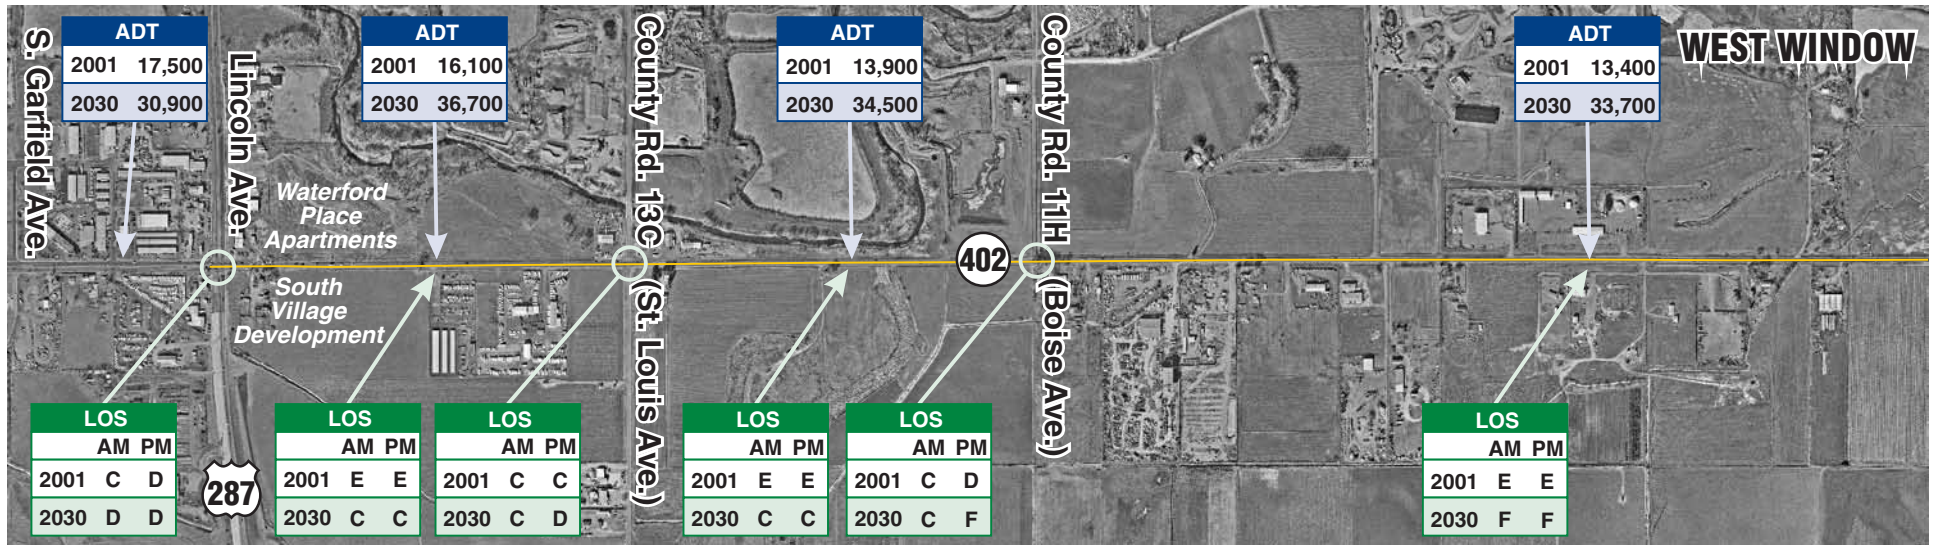 S. Garfield Ave.
ADT
2001 17,500
2030 30,900
Lincoln Ave.
ADT
2001 16,100
2030 36,700
County Rd. 13C (St. Louis Ave.)
ADT
2001 13,900
2030 34,500
County Rd. 11H (Boise Ave.)
ADT
2001 13,400
2030 33,700
WEST WINDOW
Waterford
Place
Apartments
South
Village
Development
402
287
LOS
AM PM
2001 C D
2030 D D
LOS
AM PM
2001 E E
2030 C C
LOS
AM PM
2001 C C
2030 C D
LOS
AM PM
2001 E E
2030 C C
LOS
AM PM
2001 C D
2030 C F
LOS
AM PM
2001 E E
2030 F F